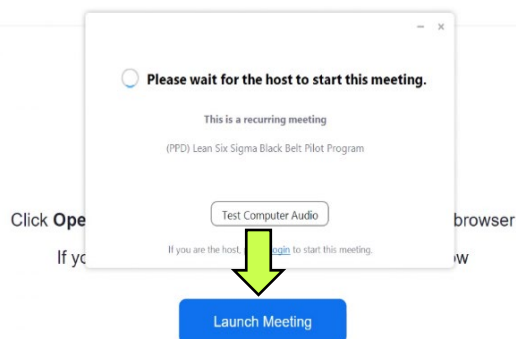 Please wait for the host to start this meeting.
This is a recurring meeting
(PPD) Lean Six Sigma Black Belt Pilot Program
Test Computer Audio
Click Ope browser
If you are the host, ogin to start this meeting.
If yo ow
Launch Meeting